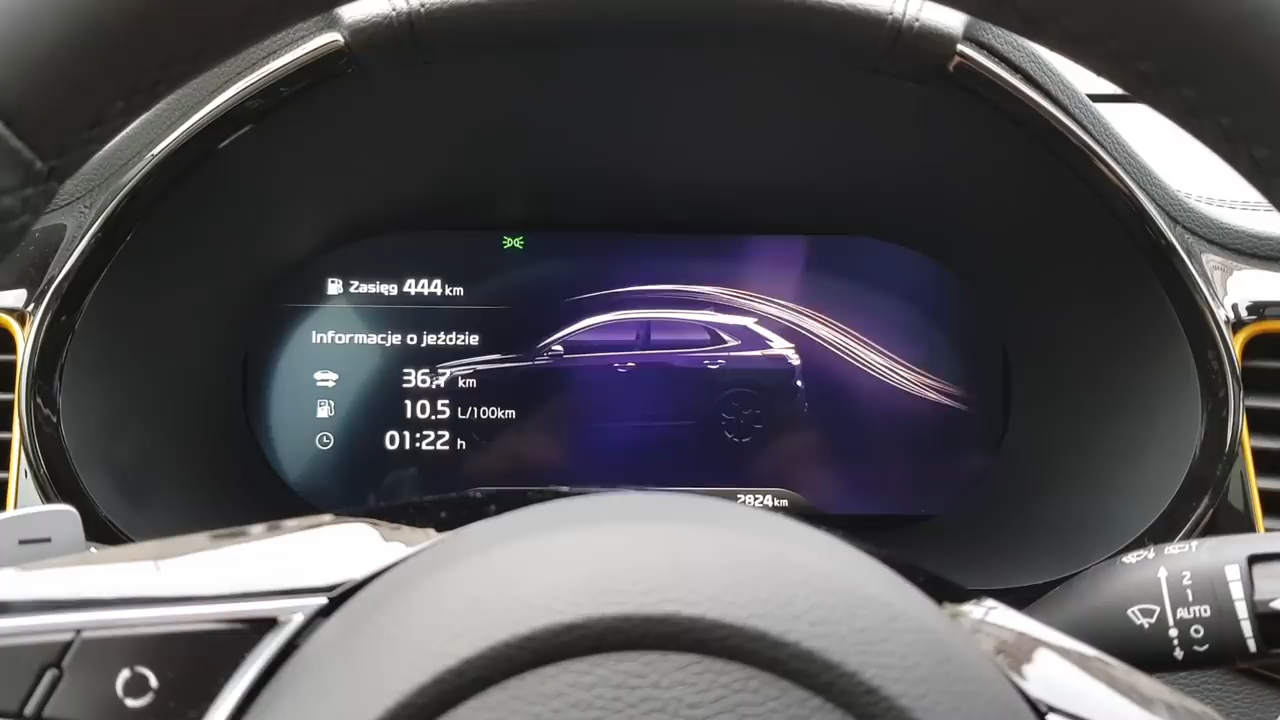 Zasięg 444 km
Informacje o jeździe
36.7 km
10.5 L/100km
01:22 h
2824 km
2
1
AUTO
O